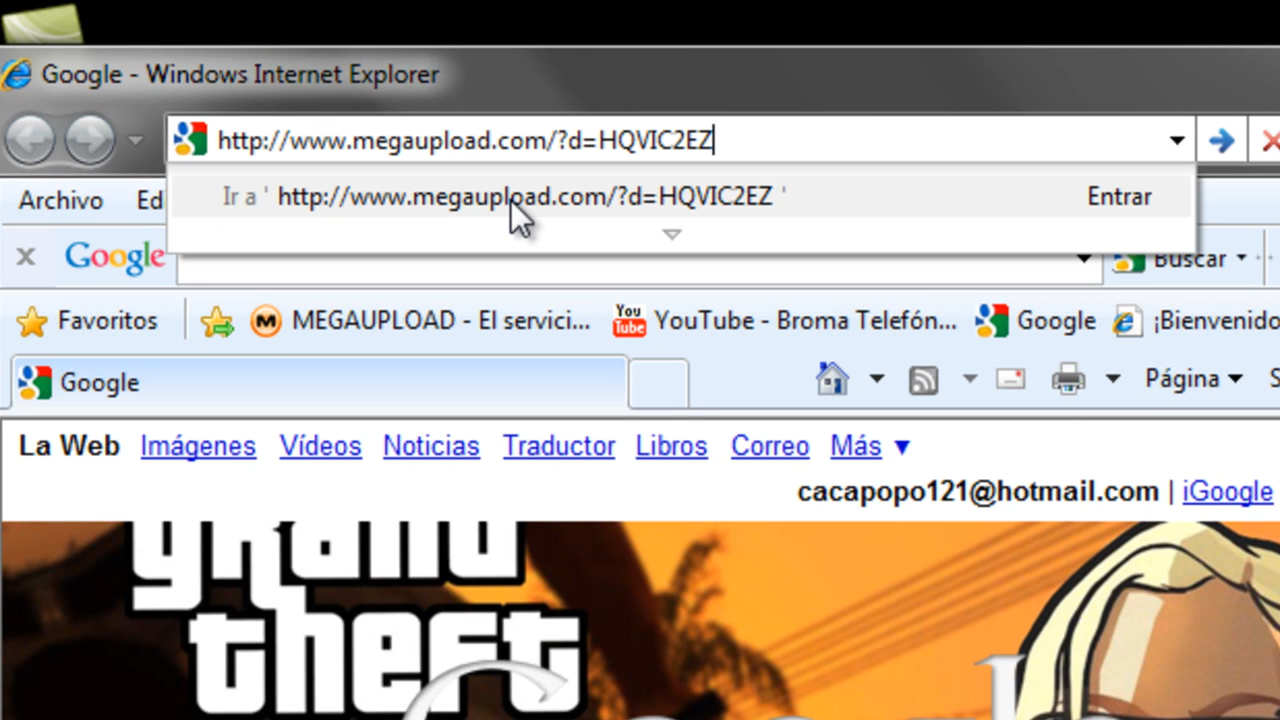 Google - Windows Internet Explorer
http://www.megaupload.com/?d=HQVIC2EZ
Ir a ' http://www.megaupload.com/?d=HQVIC2EZ ' Entrar
Archivo Ed
x Google Buscar
Favoritos MEGAUPLOAD - El servici... You Tube YouTube - Broma Telefón... Google ¡Bienvenido
Google Página S
La Web Imágenes Vídeos Noticias Traductor Libros Correo Más
cacapopo121@hotmail.com | iGoogle
grand
theft